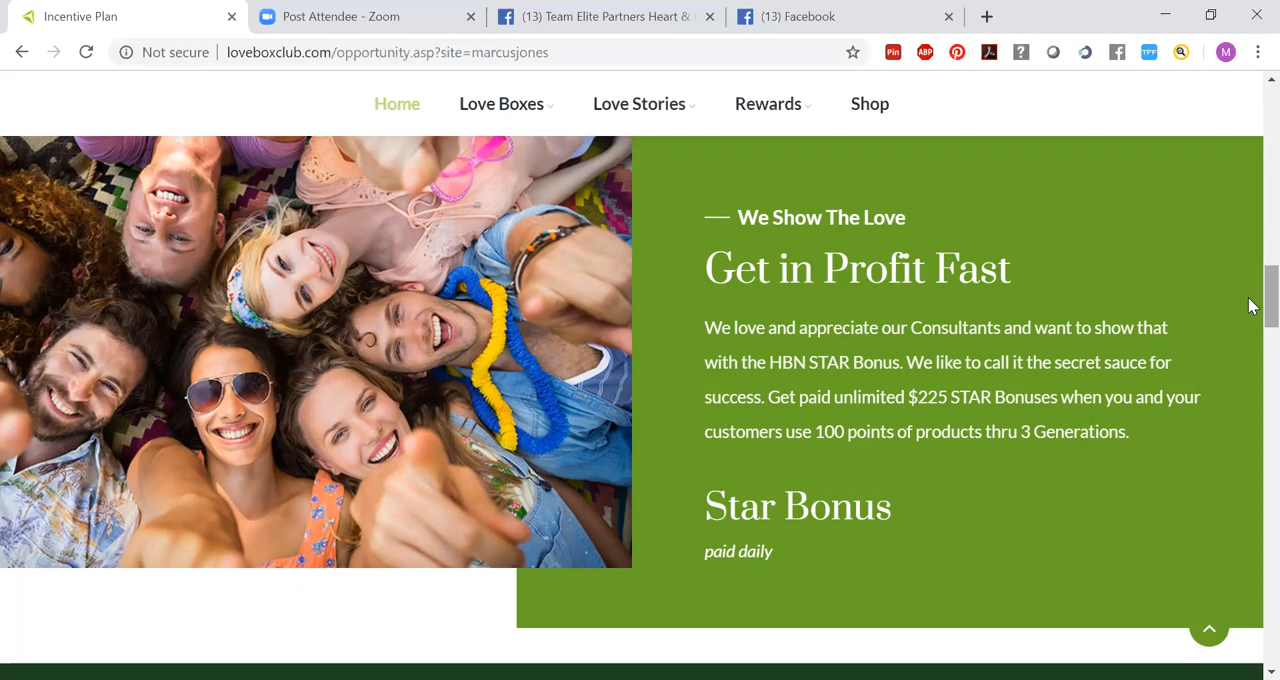 Incentive Plan
Post Attendee - Zoom
(13) Team Elite Partners Heart &
(13) Facebook
Not secure
loveboxclub.com/opportunity.asp?site=marcusjones
Pin
ABP
TFF
M
Home
Love Boxes
Love Stories
Rewards
Shop
We Show The Love
Get in Profit Fast
We love and appreciate our Consultants and want to show that
with the HBN STAR Bonus. We like to call it the secret sauce for
success. Get paid unlimited $225 STAR Bonuses when you and your
customers use 100 points of products thru 3 Generations.
Star Bonus
paid daily